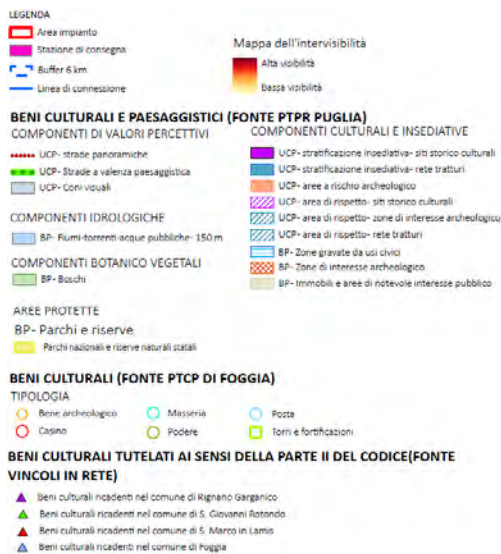 LEGENDA
Area impianto
Stazione di consegna
Buffer 6 km
Linea di connessione
Mappa dell'intervisibilità
Alta visibilità
Bassa visibilità
BENI CULTURALI E PAESAGGISTICI (FONTE PTPR PUGLIA)
COMPONENTI DI VALORI PERCETTIVI
UCP- strade panoramiche
UCP- Strade a valenza paesaggistica
UCP- Coni visuali
COMPONENTI IDROLOGICHE
BP- Fiumi-torrenti-acque pubbliche- 150 m
COMPONENTI BOTANICO VEGETALI
BP- Boschi
COMPONENTI CULTURALI E INSEDIATIVE
UCP- stratificazione insediativa- siti storico culturali
UCP- stratificazione insediativa- rete tratturi
UCP- aree a rischio archeologico
UCP- area di rispetto- siti storico culturali
UCP- area di rispetto- zone di interesse archeologico
UCP- area di rispetto- rete tratturi
BP- Zone gravate da usi civici
BP- Zone di interesse archeologico
BP- Immobili e aree di notevole interesse pubblico
AREE PROTETTE
BP- Parchi e riserve
Parchi nazionali e riserve naturali statali
BENI CULTURALI (FONTE PTCP DI FOGGIA)
TIPOLOGIA
Bene archeologico
Masseria
Posta
Casino
Podere
Torri e fortificazioni
BENI CULTURALI TUTELATI AI SENSI DELLA PARTE II DEL CODICE(FONTE
VINCOLI IN RETE)
Beni culturali ricadenti nel comune di Rignano Garganico
Beni culturali ricadenti nel comune di S. Giovanni Rotondo
Beni culturali ricadenti nel comune di S. Marco in Lamis
Beni culturali ricadenti nel comune di Foggia